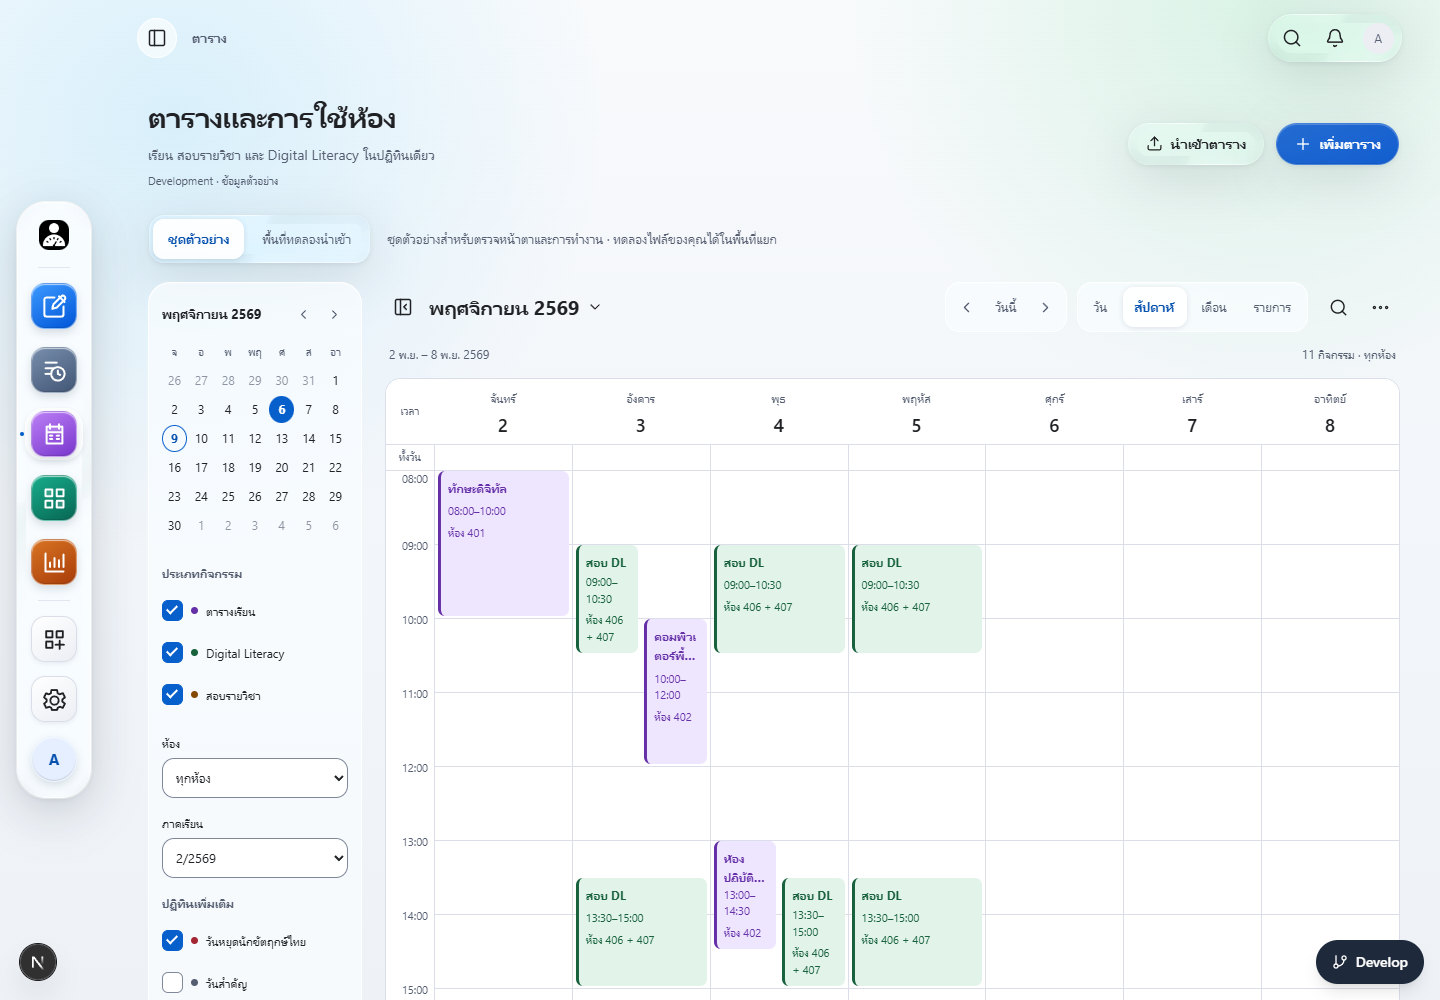 ตาราง
A
ตารางและการใช้ห้อง
เรียน สอบรายวิชา และ Digital Literacy ในปฏิทินเดียว
Development · ข้อมูลตัวอย่าง
นำเข้าตาราง
เพิ่มตาราง
ชุดตัวอย่าง
พื้นที่ทดลองนำเข้า
ชุดตัวอย่างสำหรับตรวจหน้าตาและการทำงาน · ทดลองไฟล์ของคุณได้ในพื้นที่แยก
พฤศจิกายน 2569
จ อ พ พฤ ศ ส อา
26 27 28 29 30 31 1
2 3 4 5 6 7 8
9 10 11 12 13 14 15
16 17 18 19 20 21 22
23 24 25 26 27 28 29
30 1 2 3 4 5 6
ประเภทกิจกรรม
ตารางเรียน
Digital Literacy
สอบรายวิชา
ห้อง
ทุกห้อง
ภาคเรียน
2/2569
ปฏิทินเพิ่มเติม
วันหยุดนักขัตฤกษ์ไทย
วันสำคัญ
A
N
พฤศจิกายน 2569
วันนี้
วัน
สัปดาห์
เดือน
รายการ
2 พ.ย. – 8 พ.ย. 2569
11 กิจกรรม · ทุกห้อง
เวลา
จันทร์
2
อังคาร
3
พุธ
4
พฤหัส
5
ศุกร์
6
เสาร์
7
อาทิตย์
8
ทั้งวัน
08:00
ทักษะดิจิทัล
08:00–10:00
ห้อง 401
09:00
สอบ DL
09:00–
10:30
ห้อง 406
+ 407
สอบ DL
09:00–10:30
ห้อง 406 + 407
สอบ DL
09:00–10:30
ห้อง 406 + 407
10:00
คอมพิวเ
ตอร์พื้...
10:00–
12:00
ห้อง 402
11:00
12:00
13:00
ห้อง
ปฏิบัติ...
13:00–
14:30
ห้อง 402
สอบ DL
13:30–15:00
ห้อง 406 + 407
สอบ DL
13:30–
15:00
ห้อง 406
+ 407
สอบ DL
13:30–15:00
ห้อง 406 + 407
14:00
15:00
Develop